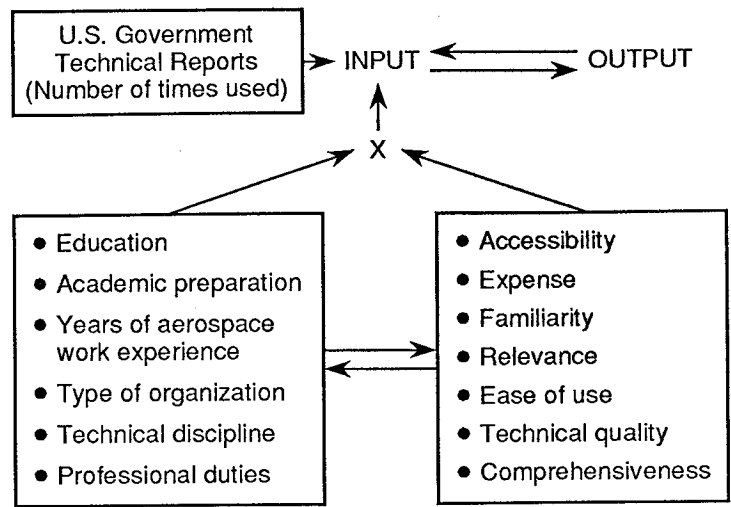 U.S. Government
Technical Reports
(Number of times used)
INPUT
OUTPUT
X
● Education
● Academic preparation
● Years of aerospace
work experience
● Type of organization
● Technical discipline
● Professional duties
● Accessibility
● Expense
● Familiarity
● Relevance
● Ease of use
● Technical quality
● Comprehensiveness